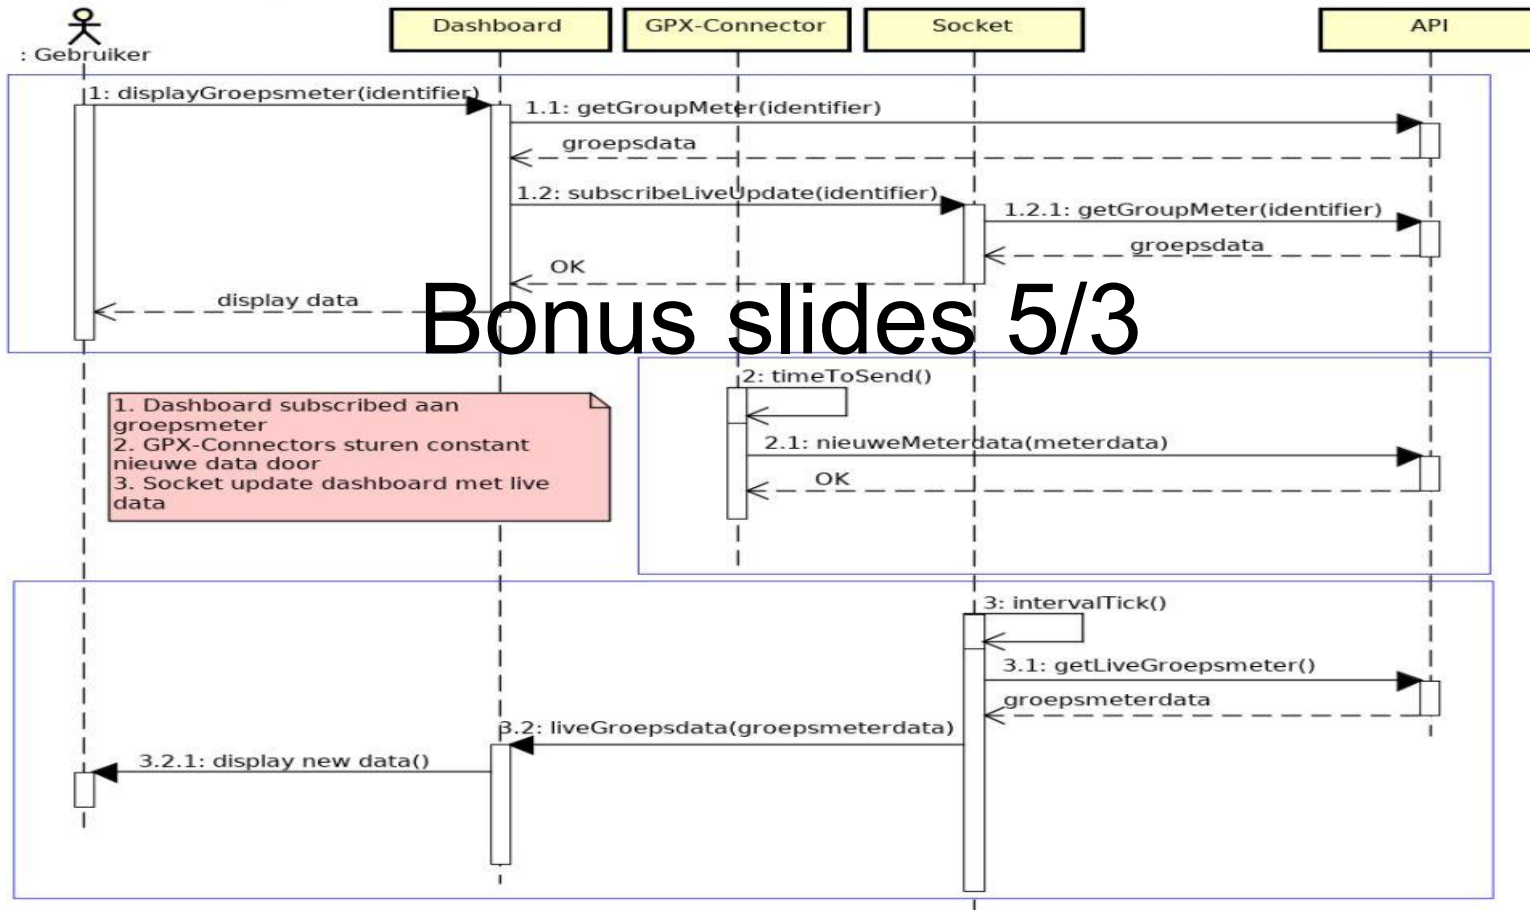 Dashboard
GPX-Connector
Socket
API
: Gebruiker
1: displayGroepsmeter(identifier)
1.1: getGroupMeter(identifier)
groepsdata
1.2: subscribeLiveUpdate(identifier)
1.2.1: getGroupMeter(identifier)
groepsdata
OK
display data
Bonus slides 5/3
2: timeToSend()
1. Dashboard subscribed aan
groepsmeter
2. GPX-Connectors sturen constant
nieuwe data door
3. Socket update dashboard met live
data
2.1: nieuweMeterdata(meterdata)
OK
3: intervalTick()
3.1: getLiveGroepsmeter()
groepsmeterdata
3.2: liveGroepsdata(groepsmeterdata)
3.2.1: display new data()